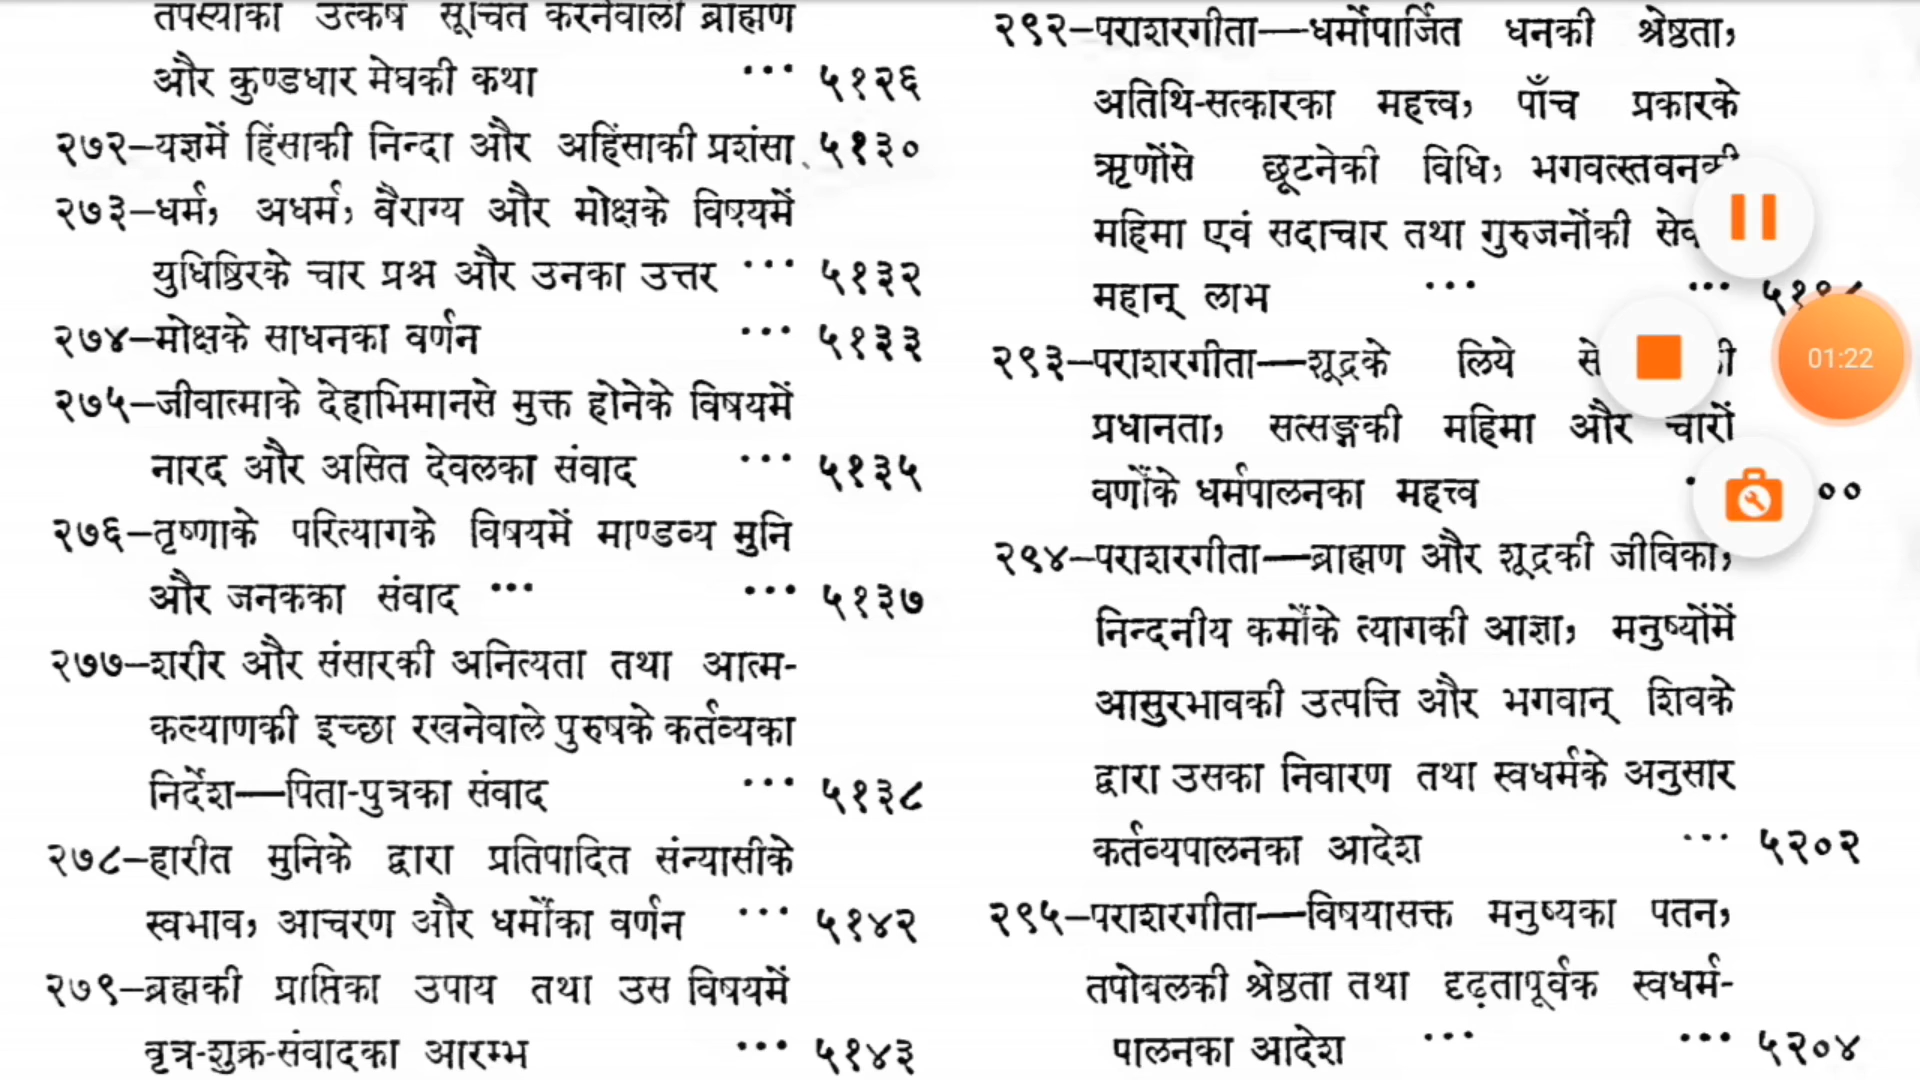 तपस्याका उत्कर्ष सूचित करनेवाली ब्राह्मण
और कुण्डधार मेघकी कथा ··· ५१२६
२७२–यज्ञमें हिंसाकी निन्दा और अहिंसाकी प्रशंसा ५१३०
२७३–धर्म, अधर्म, वैराग्य और मोक्षके विषयमें
युधिष्ठिरके चार प्रश्न और उनका उत्तर ··· ५१३२
२७४–मोक्षके साधनका वर्णन ··· ५१३३
२७५–जीवात्माके देहाभिमानसे मुक्त होनेके विषयमें
नारद और असित देवलका संवाद ··· ५१३५
२७६–तृष्णाके परित्यागके विषयमें माण्डव्य मुनि
और जनकका संवाद ··· ··· ५१३७
२७७–शरीर और संसारकी अनित्यता तथा आत्म-
कल्याणकी इच्छा रखनेवाले पुरुषके कर्तव्यका
निर्देश—पिता-पुत्रका संवाद ··· ५१३८
२७८–हारीत मुनिके द्वारा प्रतिपादित संन्यासीके
स्वभाव, आचरण और धर्मोंका वर्णन ··· ५१४२
२७९–ब्रह्मकी प्राप्तिका उपाय तथा उस विषयमें
वृत्र-शुक्र-संवादका आरम्भ ··· ५१४३
२९२–पराशरगीता—धर्मोपार्जित धनकी श्रेष्ठता,
अतिथि-सत्कारका महत्त्व, पाँच प्रकारके
ऋणोंसे छूटनेकी विधि, भगवत्स्तवनकी
महिमा एवं सदाचार तथा गुरुजनोंकी
महान् लाभ ··· ···
२९३–पराशरगीता—शूद्रके लिये
प्रधानता, सत्सङ्गकी महिमा और चारों
वर्णोंके धर्मपालनका महत्त्व
२९४–पराशरगीता—ब्राह्मण और शूद्रकी जीविका,
निन्दनीय कर्मोंके त्यागकी आज्ञा, मनुष्योंमें
आसुरभावकी उत्पत्ति और भगवान् शिवके
द्वारा उसका निवारण तथा स्वधर्मके अनुसार
कर्तव्यपालनका आदेश ··· ५२०२
२९५–पराशरगीता—विषयासक्त मनुष्यका पतन,
तपोबलकी श्रेष्ठता तथा दृढ़तापूर्वक स्वधर्म-
पालनका आदेश ··· ··· ५२०४
01:22